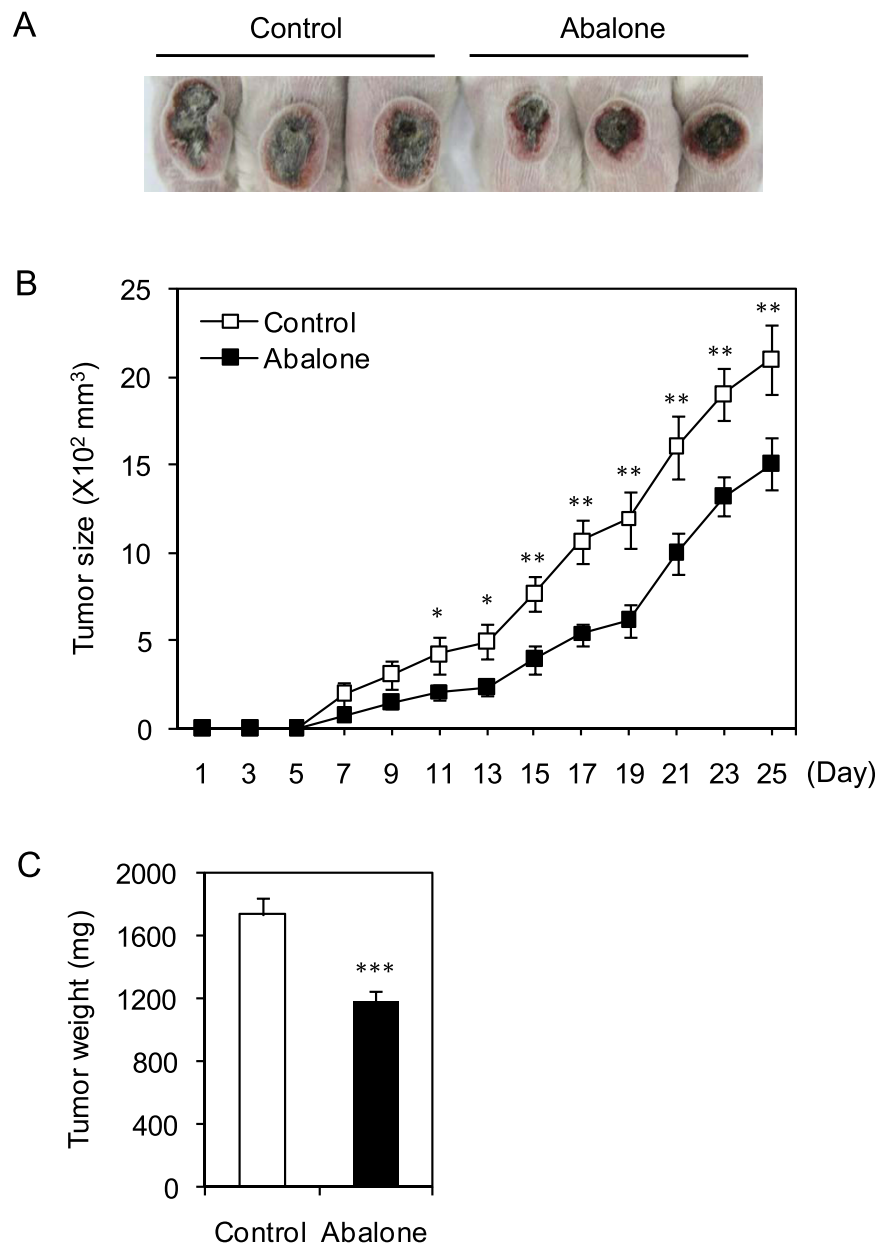 A
Control Abalone
B
Tumor size (X10² mm³)
25
20
15
10
5
0
Control
Abalone
* * ** ** ** ** ** **
1 3 5 7 9 11 13 15 17 19 21 23 25 (Day)
C
Tumor weight (mg)
2000
1600
1200
800
400
0
***
Control Abalone